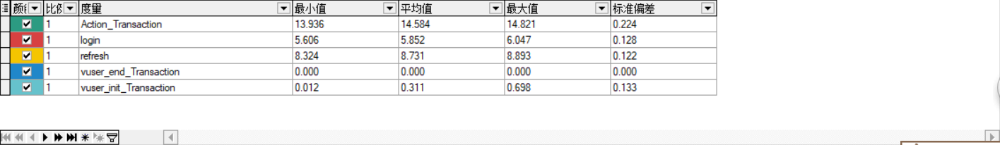 颜色 比例 度量 最小值 平均值 最大值 标准偏差
1 Action_Transaction 13.936 14.584 14.821 0.224
1 login 5.606 5.852 6.047 0.128
1 refresh 8.324 8.731 8.893 0.122
1 vuser_end_Transaction 0.000 0.000 0.000 0.000
1 vuser_init_Transaction 0.012 0.311 0.698 0.133